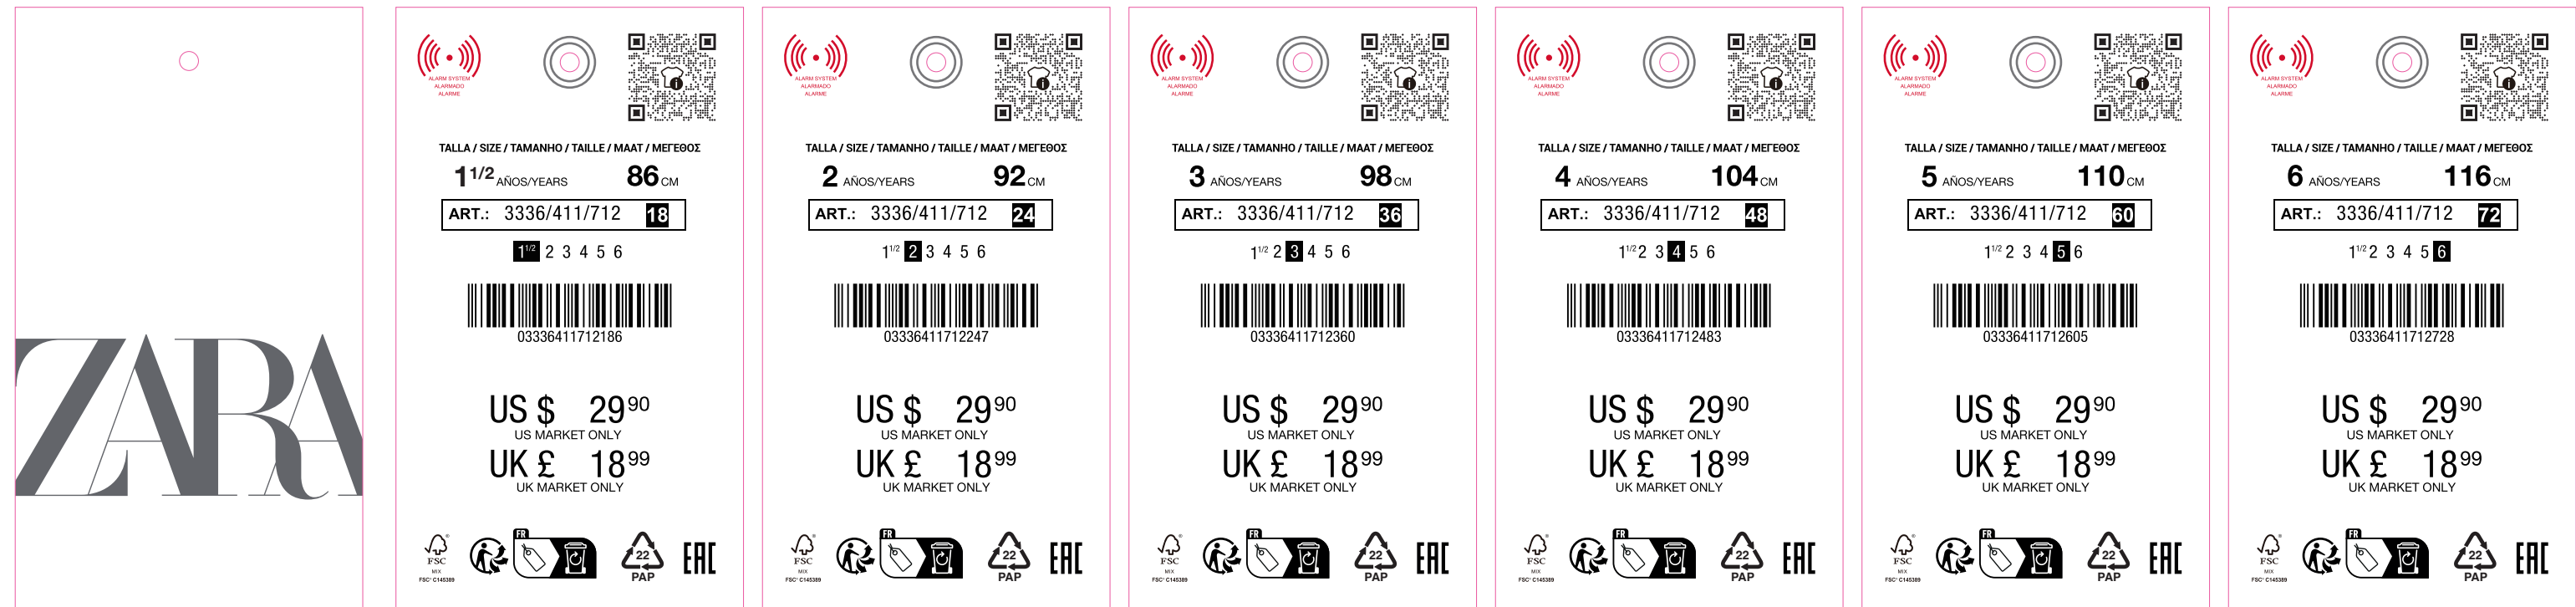 ZARA
ALARM SYSTEM
ALARMADO
ALARME
TALLA / SIZE / TAMANHO / TAILLE / MAAT / ΜΕΓΕΘΟΣ
1 1/2 AÑOS/YEARS 86 CM
ART.: 3336/411/712 18
1 1/2 2 3 4 5 6
03336411712186
US $ 29 90
US MARKET ONLY
UK £ 18 99
UK MARKET ONLY
FR
FSC®
MIX
FSC® C145389
22
PAP
EAC
ALARM SYSTEM
ALARMADO
ALARME
TALLA / SIZE / TAMANHO / TAILLE / MAAT / ΜΕΓΕΘΟΣ
2 AÑOS/YEARS 92 CM
ART.: 3336/411/712 24
1 1/2 2 3 4 5 6
03336411712247
US $ 29 90
US MARKET ONLY
UK £ 18 99
UK MARKET ONLY
FR
FSC®
MIX
FSC® C145389
22
PAP
EAC
ALARM SYSTEM
ALARMADO
ALARME
TALLA / SIZE / TAMANHO / TAILLE / MAAT / ΜΕΓΕΘΟΣ
3 AÑOS/YEARS 98 CM
ART.: 3336/411/712 36
1 1/2 2 3 4 5 6
03336411712360
US $ 29 90
US MARKET ONLY
UK £ 18 99
UK MARKET ONLY
FR
FSC®
MIX
FSC® C145389
22
PAP
EAC
ALARM SYSTEM
ALARMADO
ALARME
TALLA / SIZE / TAMANHO / TAILLE / MAAT / ΜΕΓΕΘΟΣ
4 AÑOS/YEARS 104 CM
ART.: 3336/411/712 48
1 1/2 2 3 4 5 6
03336411712483
US $ 29 90
US MARKET ONLY
UK £ 18 99
UK MARKET ONLY
FR
FSC®
MIX
FSC® C145389
22
PAP
EAC
ALARM SYSTEM
ALARMADO
ALARME
TALLA / SIZE / TAMANHO / TAILLE / MAAT / ΜΕΓΕΘΟΣ
5 AÑOS/YEARS 110 CM
ART.: 3336/411/712 60
1 1/2 2 3 4 5 6
03336411712605
US $ 29 90
US MARKET ONLY
UK £ 18 99
UK MARKET ONLY
FR
FSC®
MIX
FSC® C145389
22
PAP
EAC
ALARM SYSTEM
ALARMADO
ALARME
TALLA / SIZE / TAMANHO / TAILLE / MAAT / ΜΕΓΕΘΟΣ
6 AÑOS/YEARS 116 CM
ART.: 3336/411/712 72
1 1/2 2 3 4 5 6
03336411712728
US $ 29 90
US MARKET ONLY
UK £ 18 99
UK MARKET ONLY
FR
FSC®
MIX
FSC® C145389
22
PAP
EAC